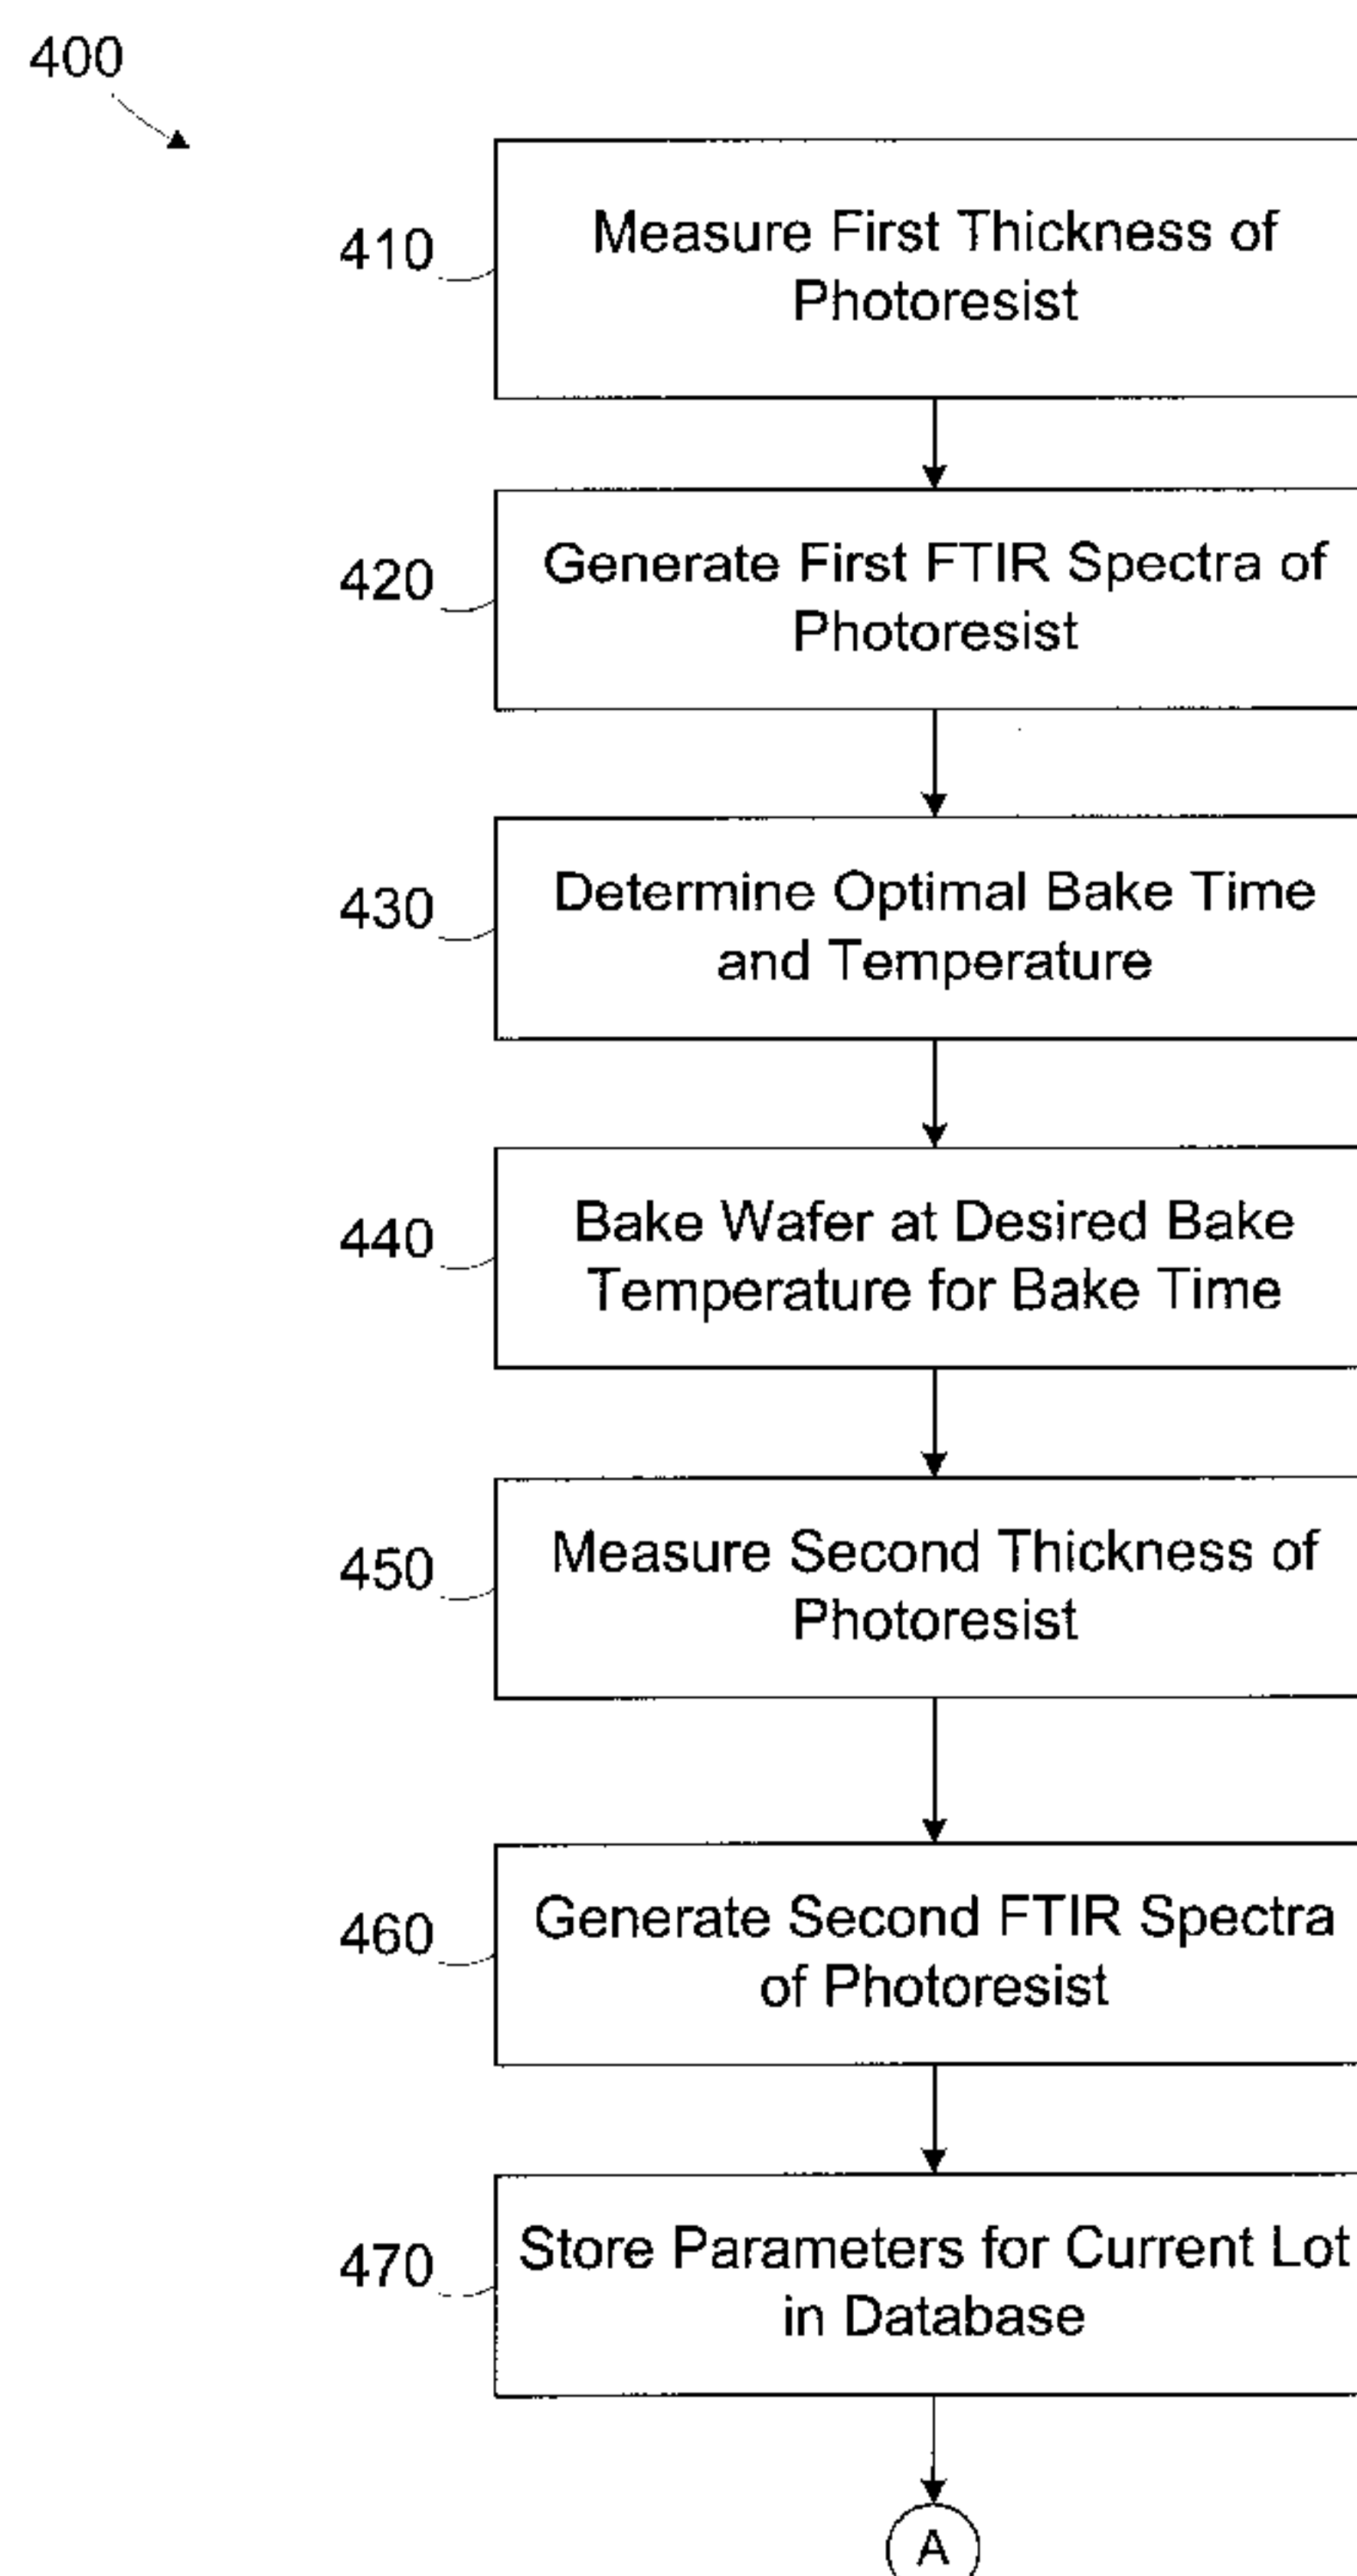 400
410
Measure First Thickness of
Photoresist
420
Generate First FTIR Spectra of
Photoresist
430
Determine Optimal Bake Time
and Temperature
440
Bake Wafer at Desired Bake
Temperature for Bake Time
450
Measure Second Thickness of
Photoresist
460
Generate Second FTIR Spectra
of Photoresist
470
Store Parameters for Current Lot
in Database
A